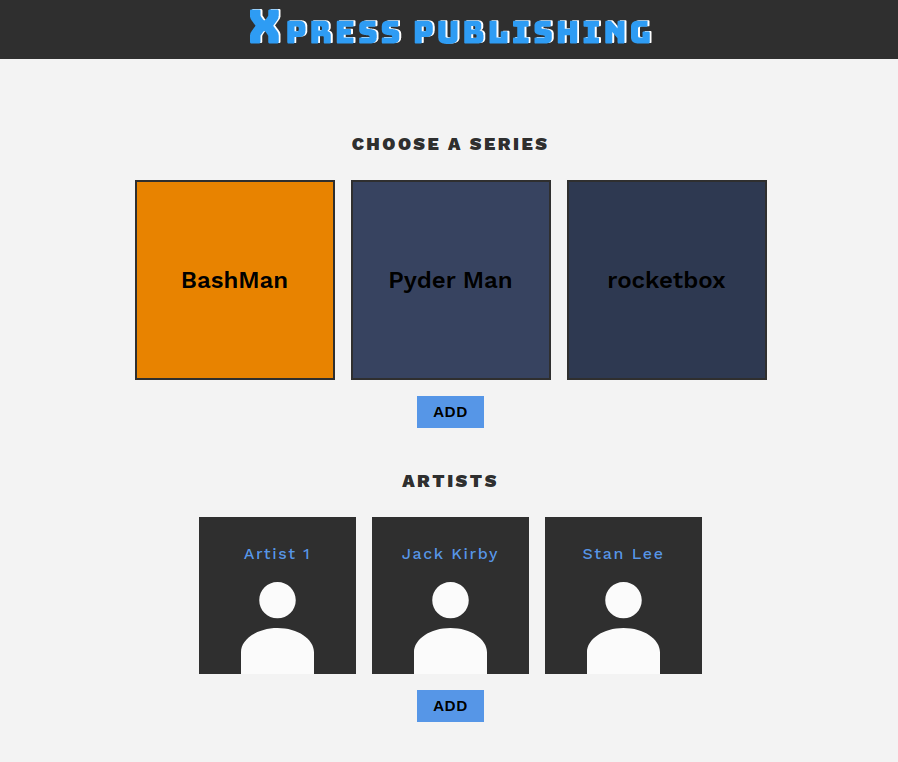 Xpress publishing
CHOOSE A SERIES
BashMan
Pyder Man
rocketbox
ADD
ARTISTS
Artist 1
Jack Kirby
Stan Lee
ADD